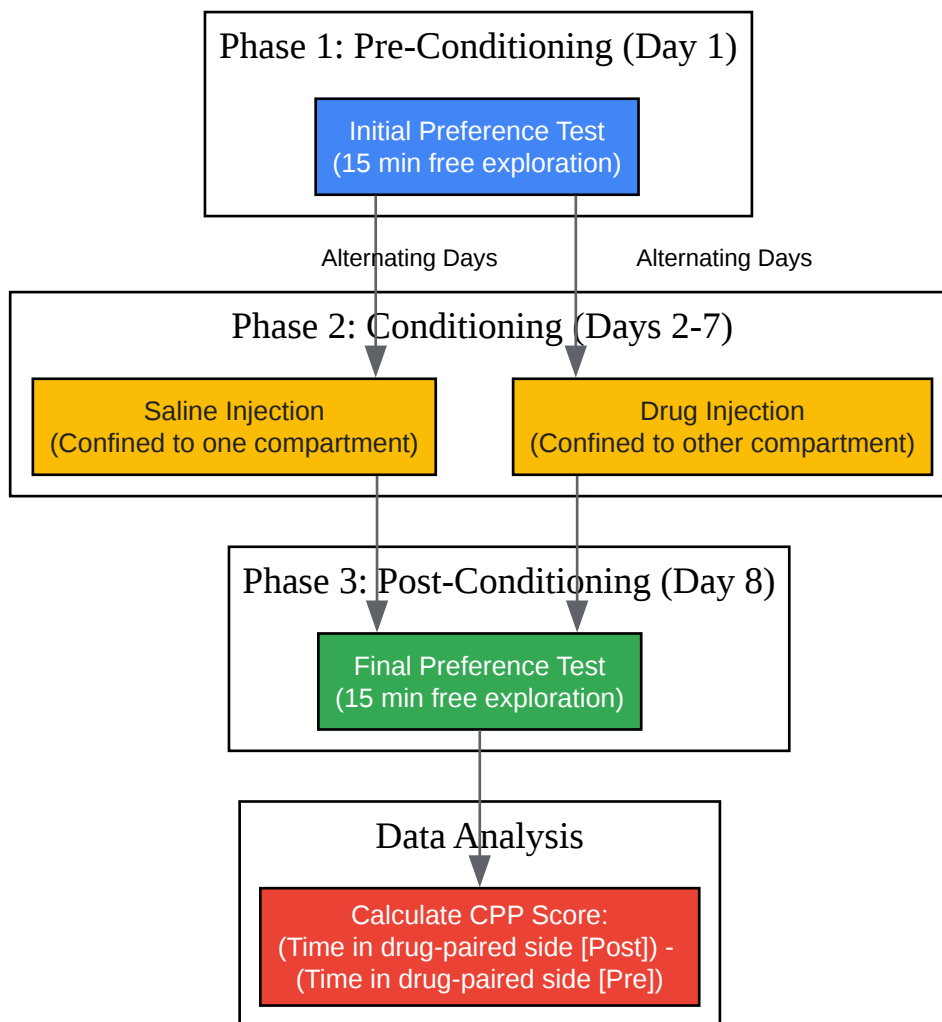 Phase 1: Pre-Conditioning (Day 1)
Initial Preference Test
(15 min free exploration)
Alternating Days
Alternating Days
Phase 2: Conditioning (Days 2-7)
Saline Injection
(Confined to one compartment)
Drug Injection
(Confined to other compartment)
Phase 3: Post-Conditioning (Day 8)
Final Preference Test
(15 min free exploration)
Data Analysis
Calculate CPP Score:
(Time in drug-paired side [Post]) -
(Time in drug-paired side [Pre])